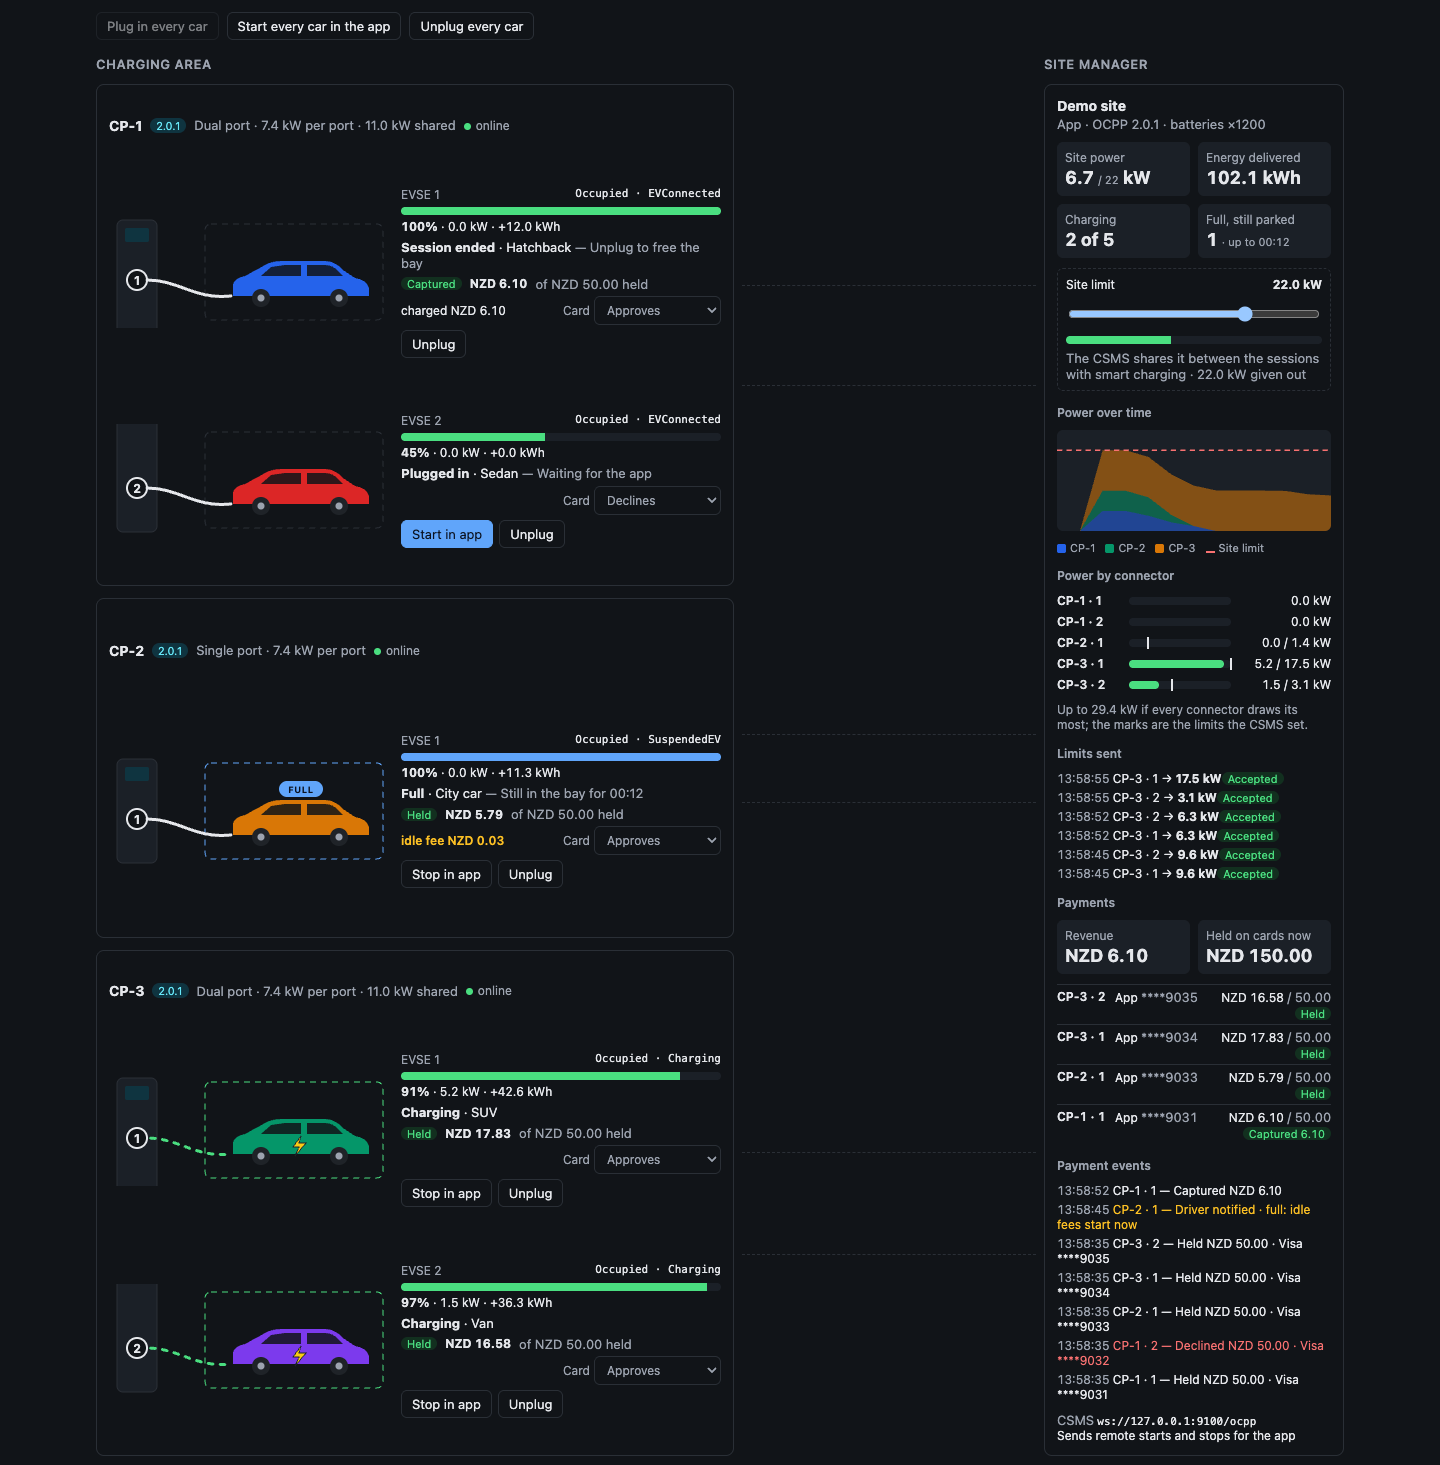 Plug in every car
Start every car in the app
Unplug every car
CHARGING AREA
CP-1 2.0.1 Dual port · 7.4 kW per port · 11.0 kW shared online
1
EVSE 1 Occupied · EVConnected
100% · 0.0 kW · +12.0 kWh
Session ended · Hatchback — Unplug to free the
bay
Captured NZD 6.10 of NZD 50.00 held
charged NZD 6.10 Card Approves
Unplug
2
EVSE 2 Occupied · EVConnected
45% · 0.0 kW · +0.0 kWh
Plugged in · Sedan — Waiting for the app
Card Declines
Start in app Unplug
CP-2 2.0.1 Single port · 7.4 kW per port online
1
FULL
EVSE 1 Occupied · SuspendedEV
100% · 0.0 kW · +11.3 kWh
Full · City car — Still in the bay for 00:12
Held NZD 5.79 of NZD 50.00 held
idle fee NZD 0.03 Card Approves
Stop in app Unplug
CP-3 2.0.1 Dual port · 7.4 kW per port · 11.0 kW shared online
1
EVSE 1 Occupied · Charging
91% · 5.2 kW · +42.6 kWh
Charging · SUV
Held NZD 17.83 of NZD 50.00 held
Card Approves
Stop in app Unplug
2
EVSE 2 Occupied · Charging
97% · 1.5 kW · +36.3 kWh
Charging · Van
Held NZD 16.58 of NZD 50.00 held
Card Approves
Stop in app Unplug
SITE MANAGER
Demo site
App · OCPP 2.0.1 · batteries ×1200
Site power
6.7 / 22 kW
Energy delivered
102.1 kWh
Charging
2 of 5
Full, still parked
1 · up to 00:12
Site limit 22.0 kW
The CSMS shares it between the sessions
with smart charging · 22.0 kW given out
Power over time
CP-1 CP-2 CP-3 Site limit
Power by connector
CP-1 · 1 0.0 kW
CP-1 · 2 0.0 kW
CP-2 · 1 0.0 / 1.4 kW
CP-3 · 1 5.2 / 17.5 kW
CP-3 · 2 1.5 / 3.1 kW
Up to 29.4 kW if every connector draws its
most; the marks are the limits the CSMS set.
Limits sent
13:58:55 CP-3 · 1 → 17.5 kW Accepted
13:58:55 CP-3 · 2 → 3.1 kW Accepted
13:58:52 CP-3 · 2 → 6.3 kW Accepted
13:58:52 CP-3 · 1 → 6.3 kW Accepted
13:58:45 CP-3 · 2 → 9.6 kW Accepted
13:58:45 CP-3 · 1 → 9.6 kW Accepted
Payments
Revenue
NZD 6.10
Held on cards now
NZD 150.00
CP-3 · 2 App ****9035 NZD 16.58 / 50.00
Held
CP-3 · 1 App ****9034 NZD 17.83 / 50.00
Held
CP-2 · 1 App ****9033 NZD 5.79 / 50.00
Held
CP-1 · 1 App ****9031 NZD 6.10 / 50.00
Captured 6.10
Payment events
13:58:52 CP-1 · 1 — Captured NZD 6.10
13:58:45 CP-2 · 1 — Driver notified · full: idle
fees start now
13:58:35 CP-3 · 2 — Held NZD 50.00 · Visa
****9035
13:58:35 CP-3 · 1 — Held NZD 50.00 · Visa
****9034
13:58:35 CP-2 · 1 — Held NZD 50.00 · Visa
****9033
13:58:35 CP-1 · 2 — Declined NZD 50.00 · Visa
****9032
13:58:35 CP-1 · 1 — Held NZD 50.00 · Visa
****9031
CSMS ws://127.0.0.1:9100/ocpp
Sends remote starts and stops for the app